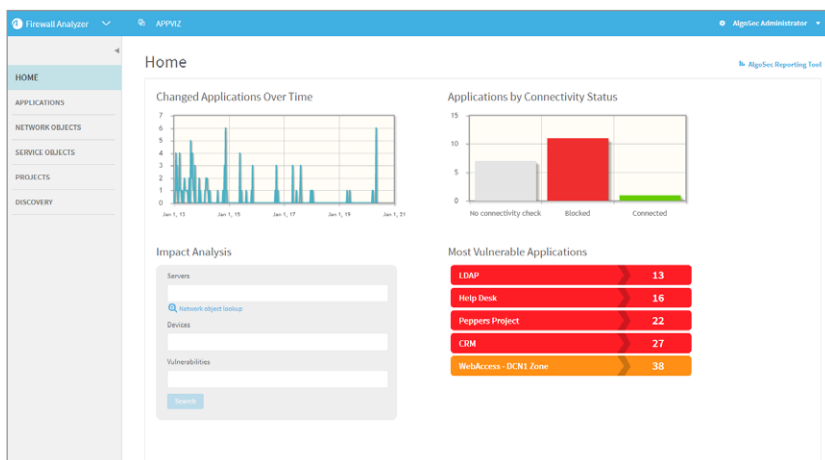 Firewall Analyzer
APPVIZ
AlgoSec Administrator
HOME
APPLICATIONS
NETWORK OBJECTS
SERVICE OBJECTS
PROJECTS
DISCOVERY
Home
AlgoSec Reporting Tool
Changed Applications Over Time
7
6
5
4
3
2
1
0
Jan 1, 13 Jan 1, 15 Jan 1, 17 Jan 1, 19 Jan 1, 21
Applications by Connectivity Status
15
10
5
0
No connectivity check Blocked Connected
Impact Analysis
Servers
Network object lookup
Devices
Vulnerabilities
Search
Most Vulnerable Applications
LDAP 13
Help Desk 16
Peppers Project 22
CRM 27
WebAccess - DCN1 Zone 38